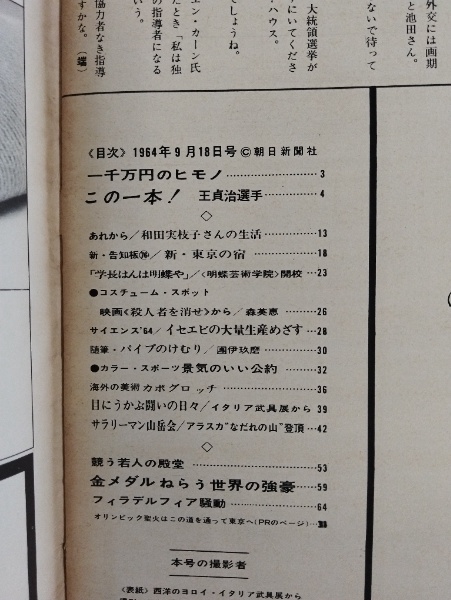 外交には画期
と池田さん。
大統領選挙が
にいてくださ
ないで待って
でしょうね。
ハウス。
エン・カーン氏
たとき「私は独
の指導者になる
いう。
協力者なき指導
すかな。（端）
《目次》1964年9月18日号 ©朝日新聞社
一千万円のヒモノ……3
この一本! 王貞治選手……4
◇
あれから/和田実枝子さんの生活……13
新・告知板/新・東京の宿……18
「学長はんは明蝶や」/〈明蝶芸術学院〉開校…23
●コスチューム・スポット
映画〈殺人者を消せ〉から/森英恵……26
サイエンス'64/イセエビの大量生産めざす…28
随筆・パイプのけむり/團伊玖磨……30
●カラー・スポーツ 景気のいい公約……32
海外の美術 カポグロッチ……36
目にうかぶ闘いの日々/イタリア武具展から 39
サラリーマン山岳会/アラスカ"なだれの山"登頂…42
◇
競う若人の殿堂……53
金メダルねらう世界の強豪……59
フィラデルフィア騒動……64
オリンピック聖火はこの道を通って東京へ(PRのページ)…
本号の撮影者
〈表紙〉西洋のヨロイ・イタリア武具展から